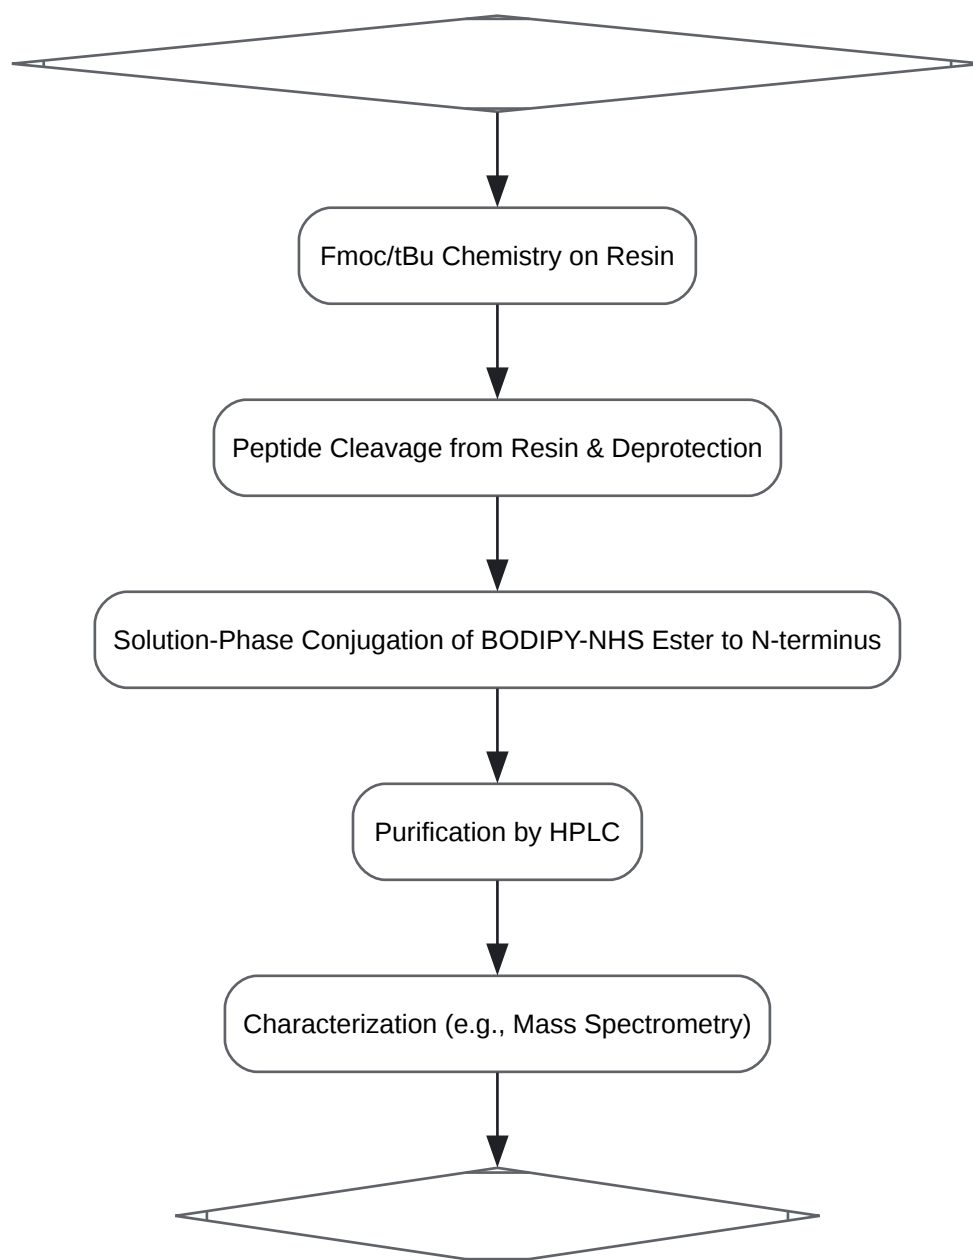 Fmoc/tBu Chemistry on Resin
Peptide Cleavage from Resin & Deprotection
Solution-Phase Conjugation of BODIPY-NHS Ester to N-terminus
Purification by HPLC
Characterization (e.g., Mass Spectrometry)